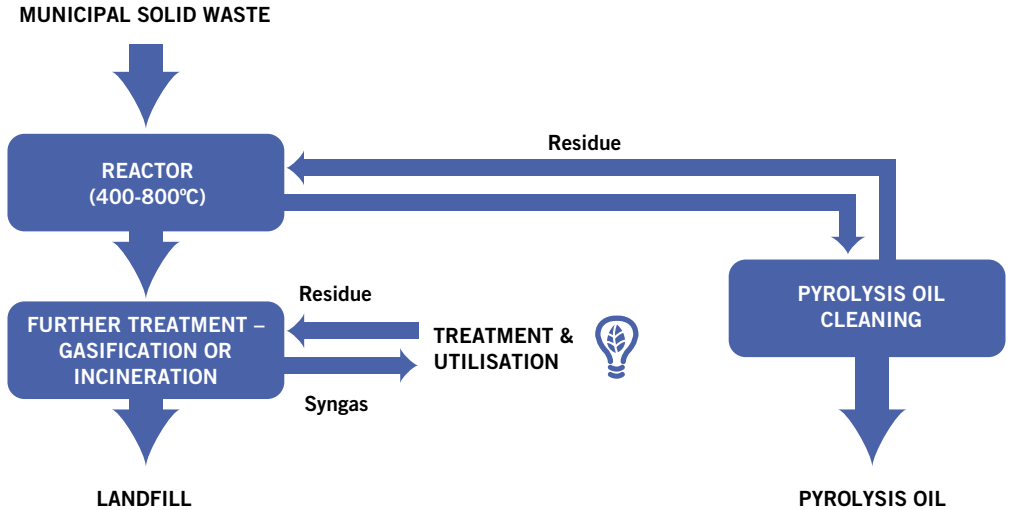 MUNICIPAL SOLID WASTE
Residue
REACTOR
(400-800ºC)
PYROLYSIS OIL
CLEANING
Residue
FURTHER TREATMENT –
GASIFICATION OR
INCINERATION
TREATMENT &
UTILISATION
Syngas
LANDFILL
PYROLYSIS OIL